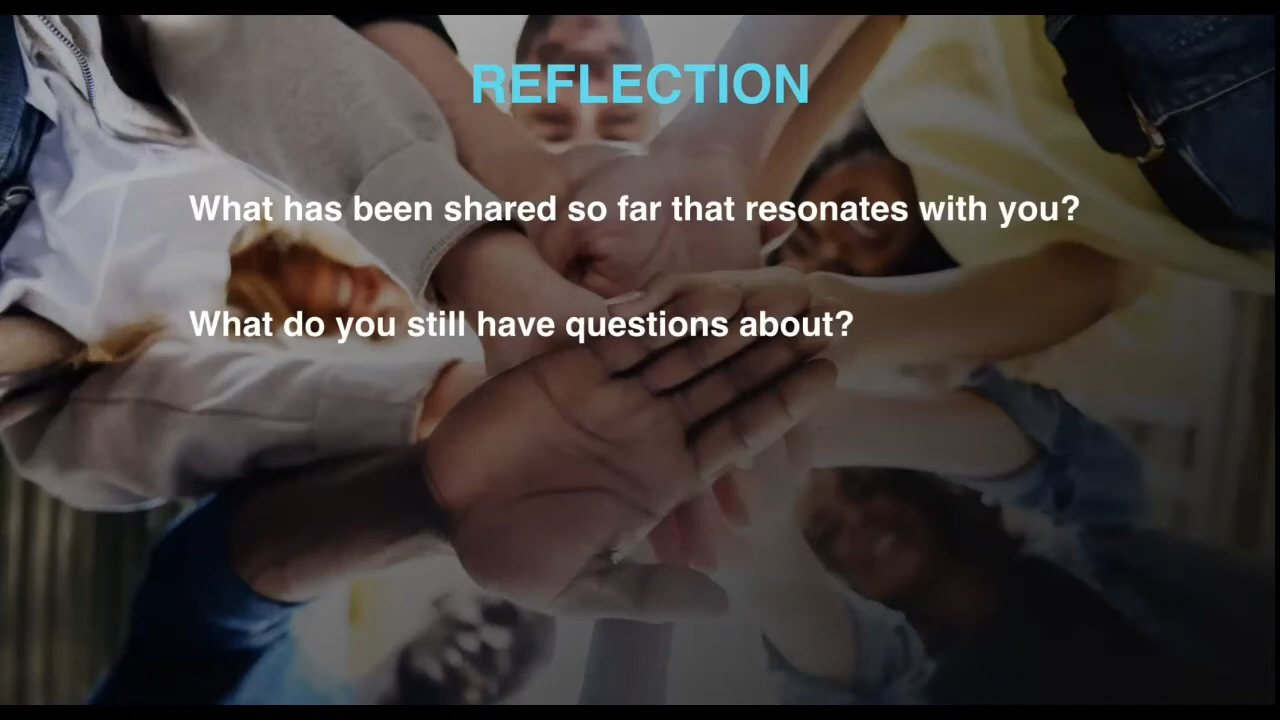 REFLECTION
What has been shared so far that resonates with you?
What do you still have questions about?